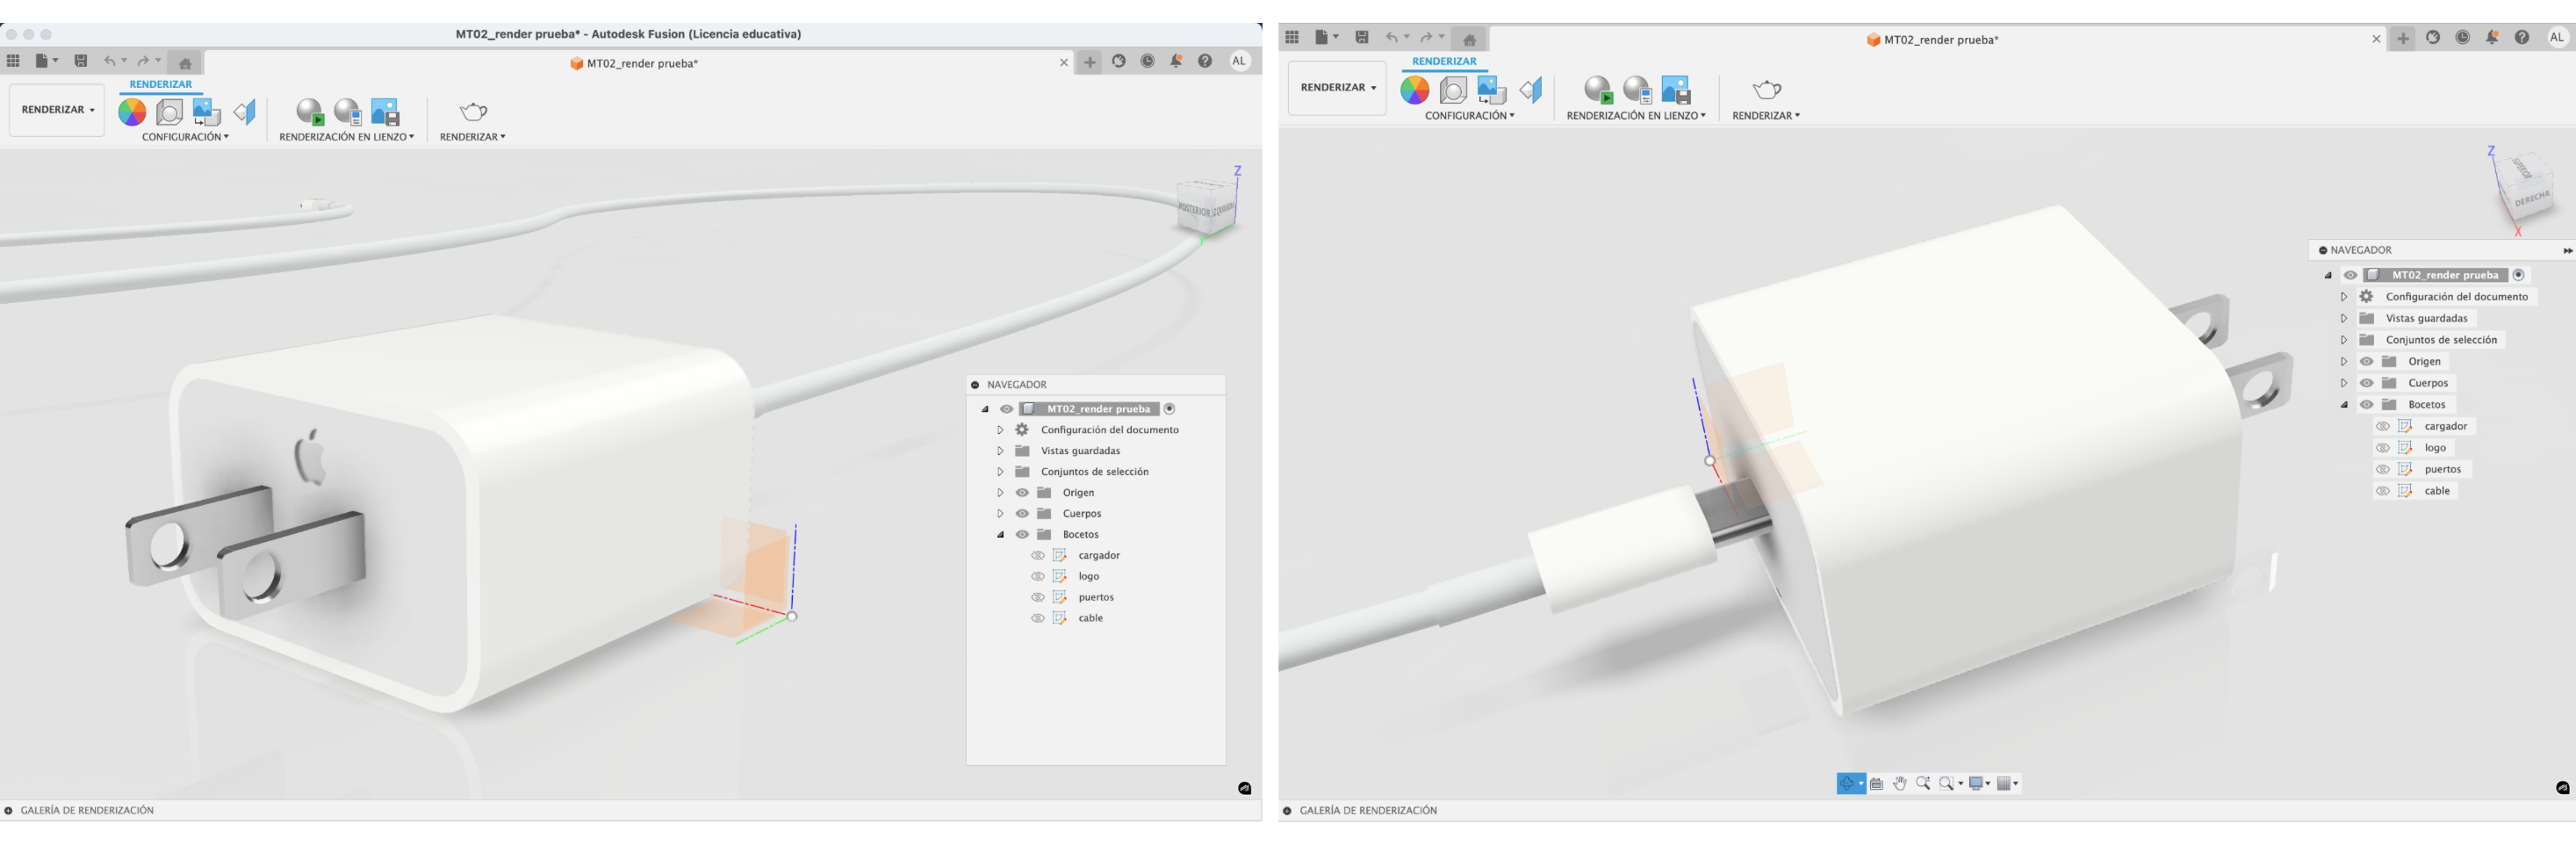 MT02_render prueba* - Autodesk Fusion (Licencia educativa)
MT02_render prueba*
AL
RENDERIZAR
RENDERIZAR
CONFIGURACIÓN
RENDERIZACIÓN EN LIENZO
RENDERIZAR
Z
POSTERIOR
Y
NAVEGADOR
MT02_render prueba
Configuración del documento
Vistas guardadas
Conjuntos de selección
Origen
Cuerpos
Bocetos
cargador
logo
puertos
cable
GALERÍA DE RENDERIZACIÓN
MT02_render prueba*
AL
RENDERIZAR
RENDERIZAR
CONFIGURACIÓN
RENDERIZACIÓN EN LIENZO
RENDERIZAR
Z
SUPERIOR
DERECHA
X
NAVEGADOR
MT02_render prueba
Configuración del documento
Vistas guardadas
Conjuntos de selección
Origen
Cuerpos
Bocetos
cargador
logo
puertos
cable
GALERÍA DE RENDERIZACIÓN